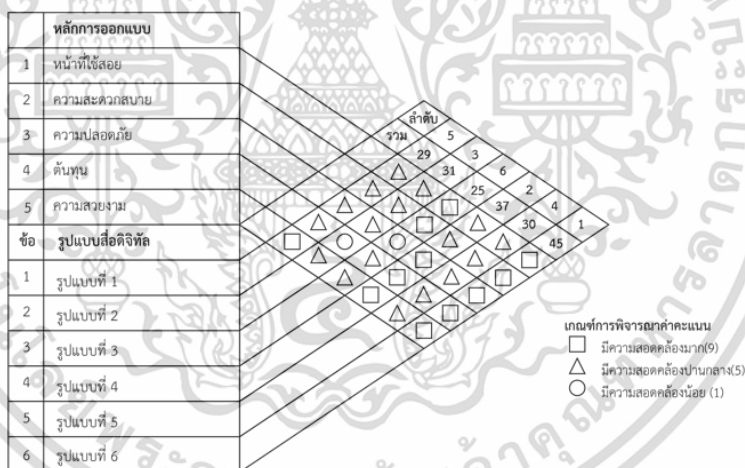 หลักการออกแบบ
1 หน้าที่ใช้สอย
2 ความสะดวกสบาย
3 ความปลอดภัย
4 ต้นทุน
5 ความสวยงาม
ข้อ รูปแบบสื่อดิจิทัล
1 รูปแบบที่ 1
2 รูปแบบที่ 2
3 รูปแบบที่ 3
4 รูปแบบที่ 4
5 รูปแบบที่ 5
6 รูปแบบที่ 6
ลำดับ
รวม 5
29 3
31 6
25 2
37 4
30 1
45
เกณฑ์การพิจารณาค่าคะแนน
มีความสอดคล้องมาก(9)
มีความสอดคล้องปานกลาง(5)
มีความสอดคล้องน้อย (1)